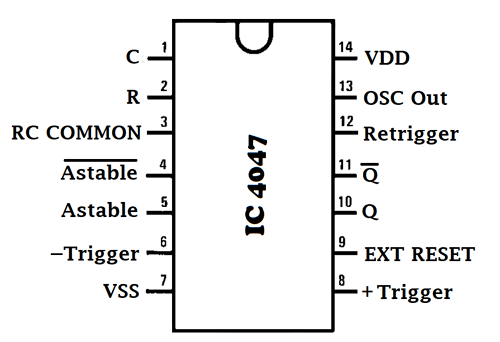 1
C
2
R
3
RC COMMON
4
A̅s̅t̅a̅b̅l̅e̅
5
Astable
6
−Trigger
7
VSS
IC 4047
14
VDD
13
OSC Out
12
Retrigger
11
Q̅
10
Q
9
EXT RESET
8
+Trigger